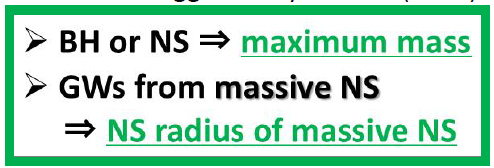 ➢ BH or NS ⇒ maximum mass
➢ GWs from massive NS
⇒ NS radius of massive NS